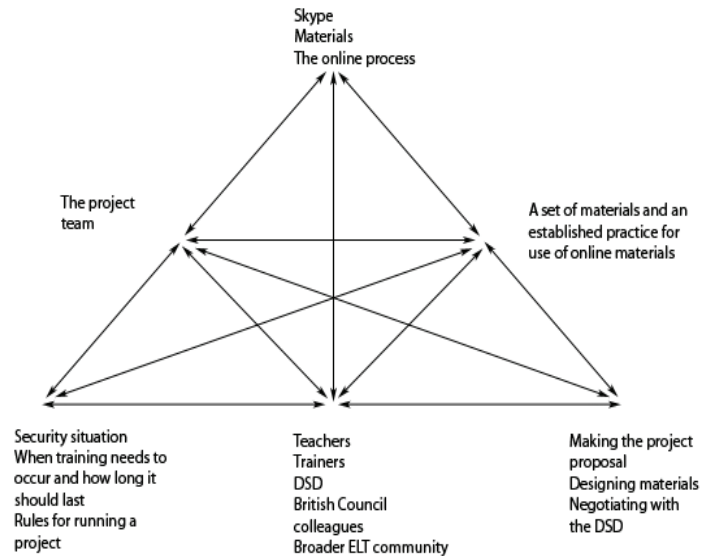 Skype
Materials
The online process
The project
team
A set of materials and an
established practice for
use of online materials
Security situation
When training needs to
occur and how long it
should last
Rules for running a
project
Teachers
Trainers
DSD
British Council
colleagues
Broader ELT community
Making the project
proposal
Designing materials
Negotiating with
the DSD